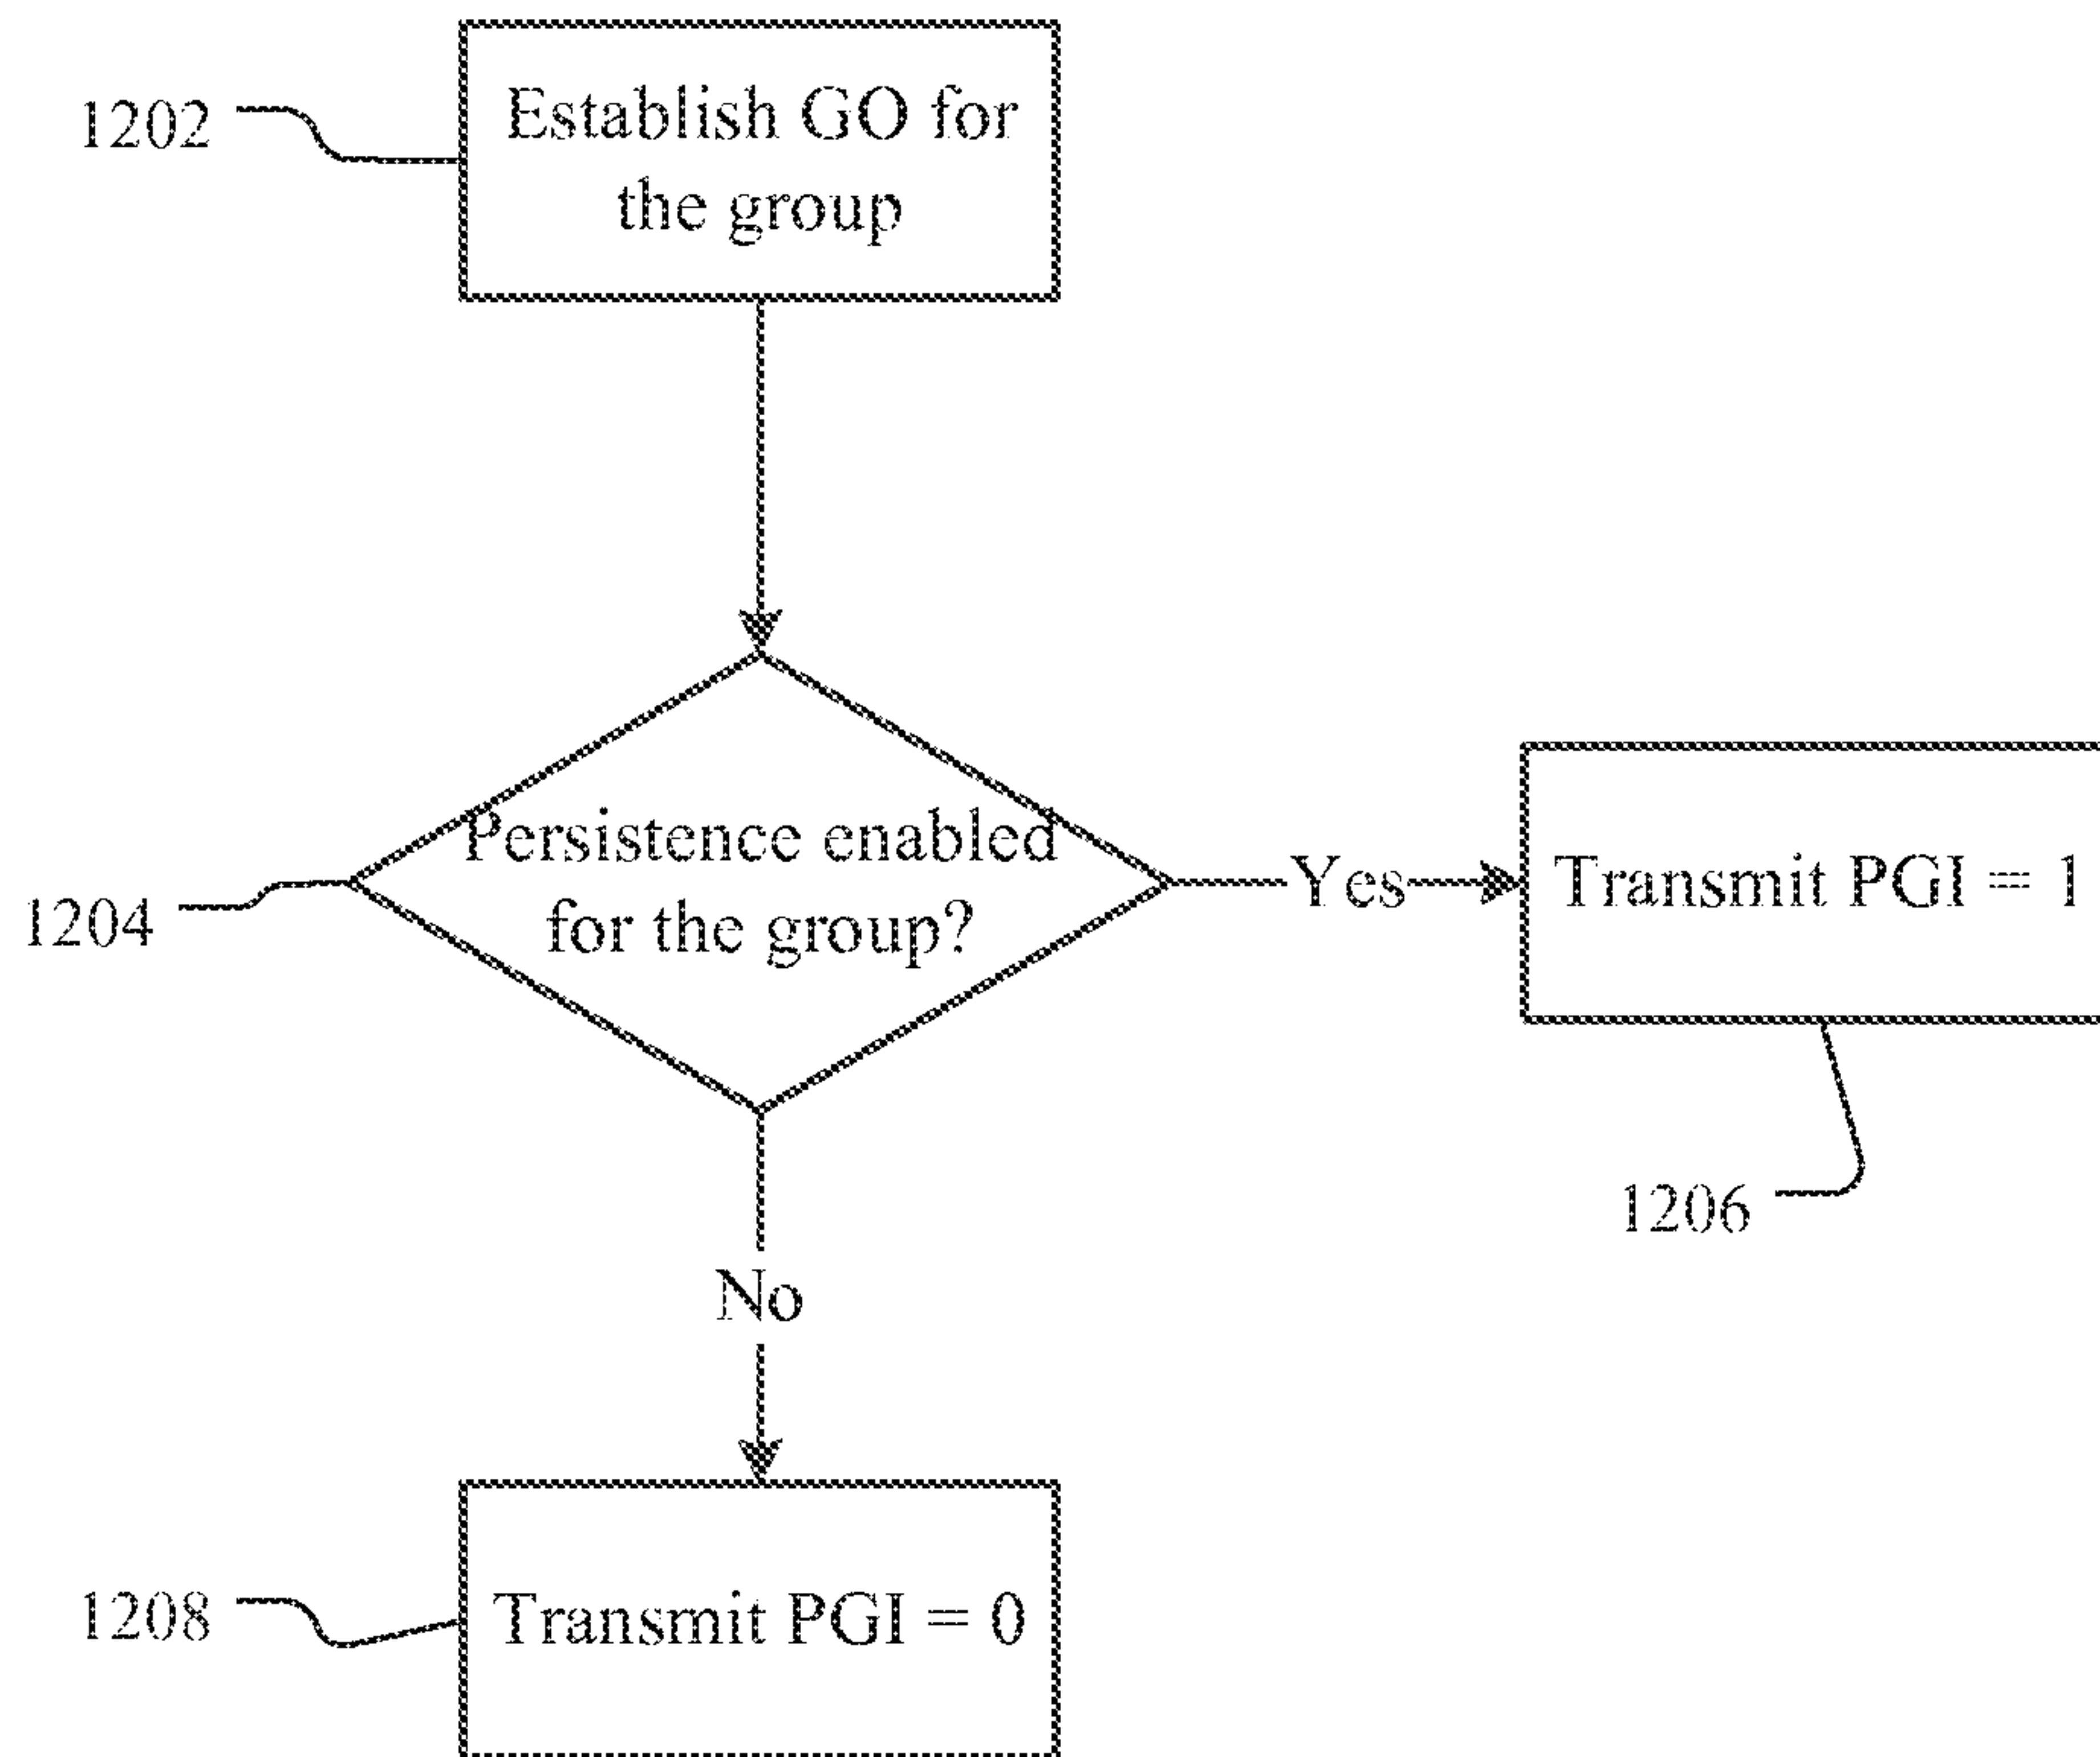 1202
Establish GO for
the group
1204
Persistence enabled
for the group?
Yes
Transmit PGI = 1
1206
No
1208
Transmit PGI = 0